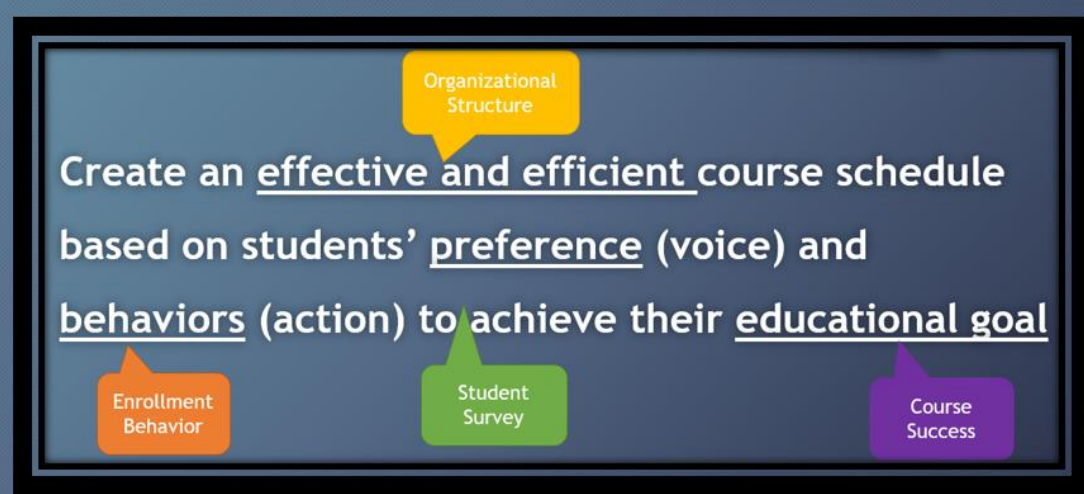 Organizational
Structure
Create an effective and efficient course schedule
based on students’ preference (voice) and
behaviors (action) to achieve their educational goal
Enrollment
Behavior
Student
Survey
Course
Success